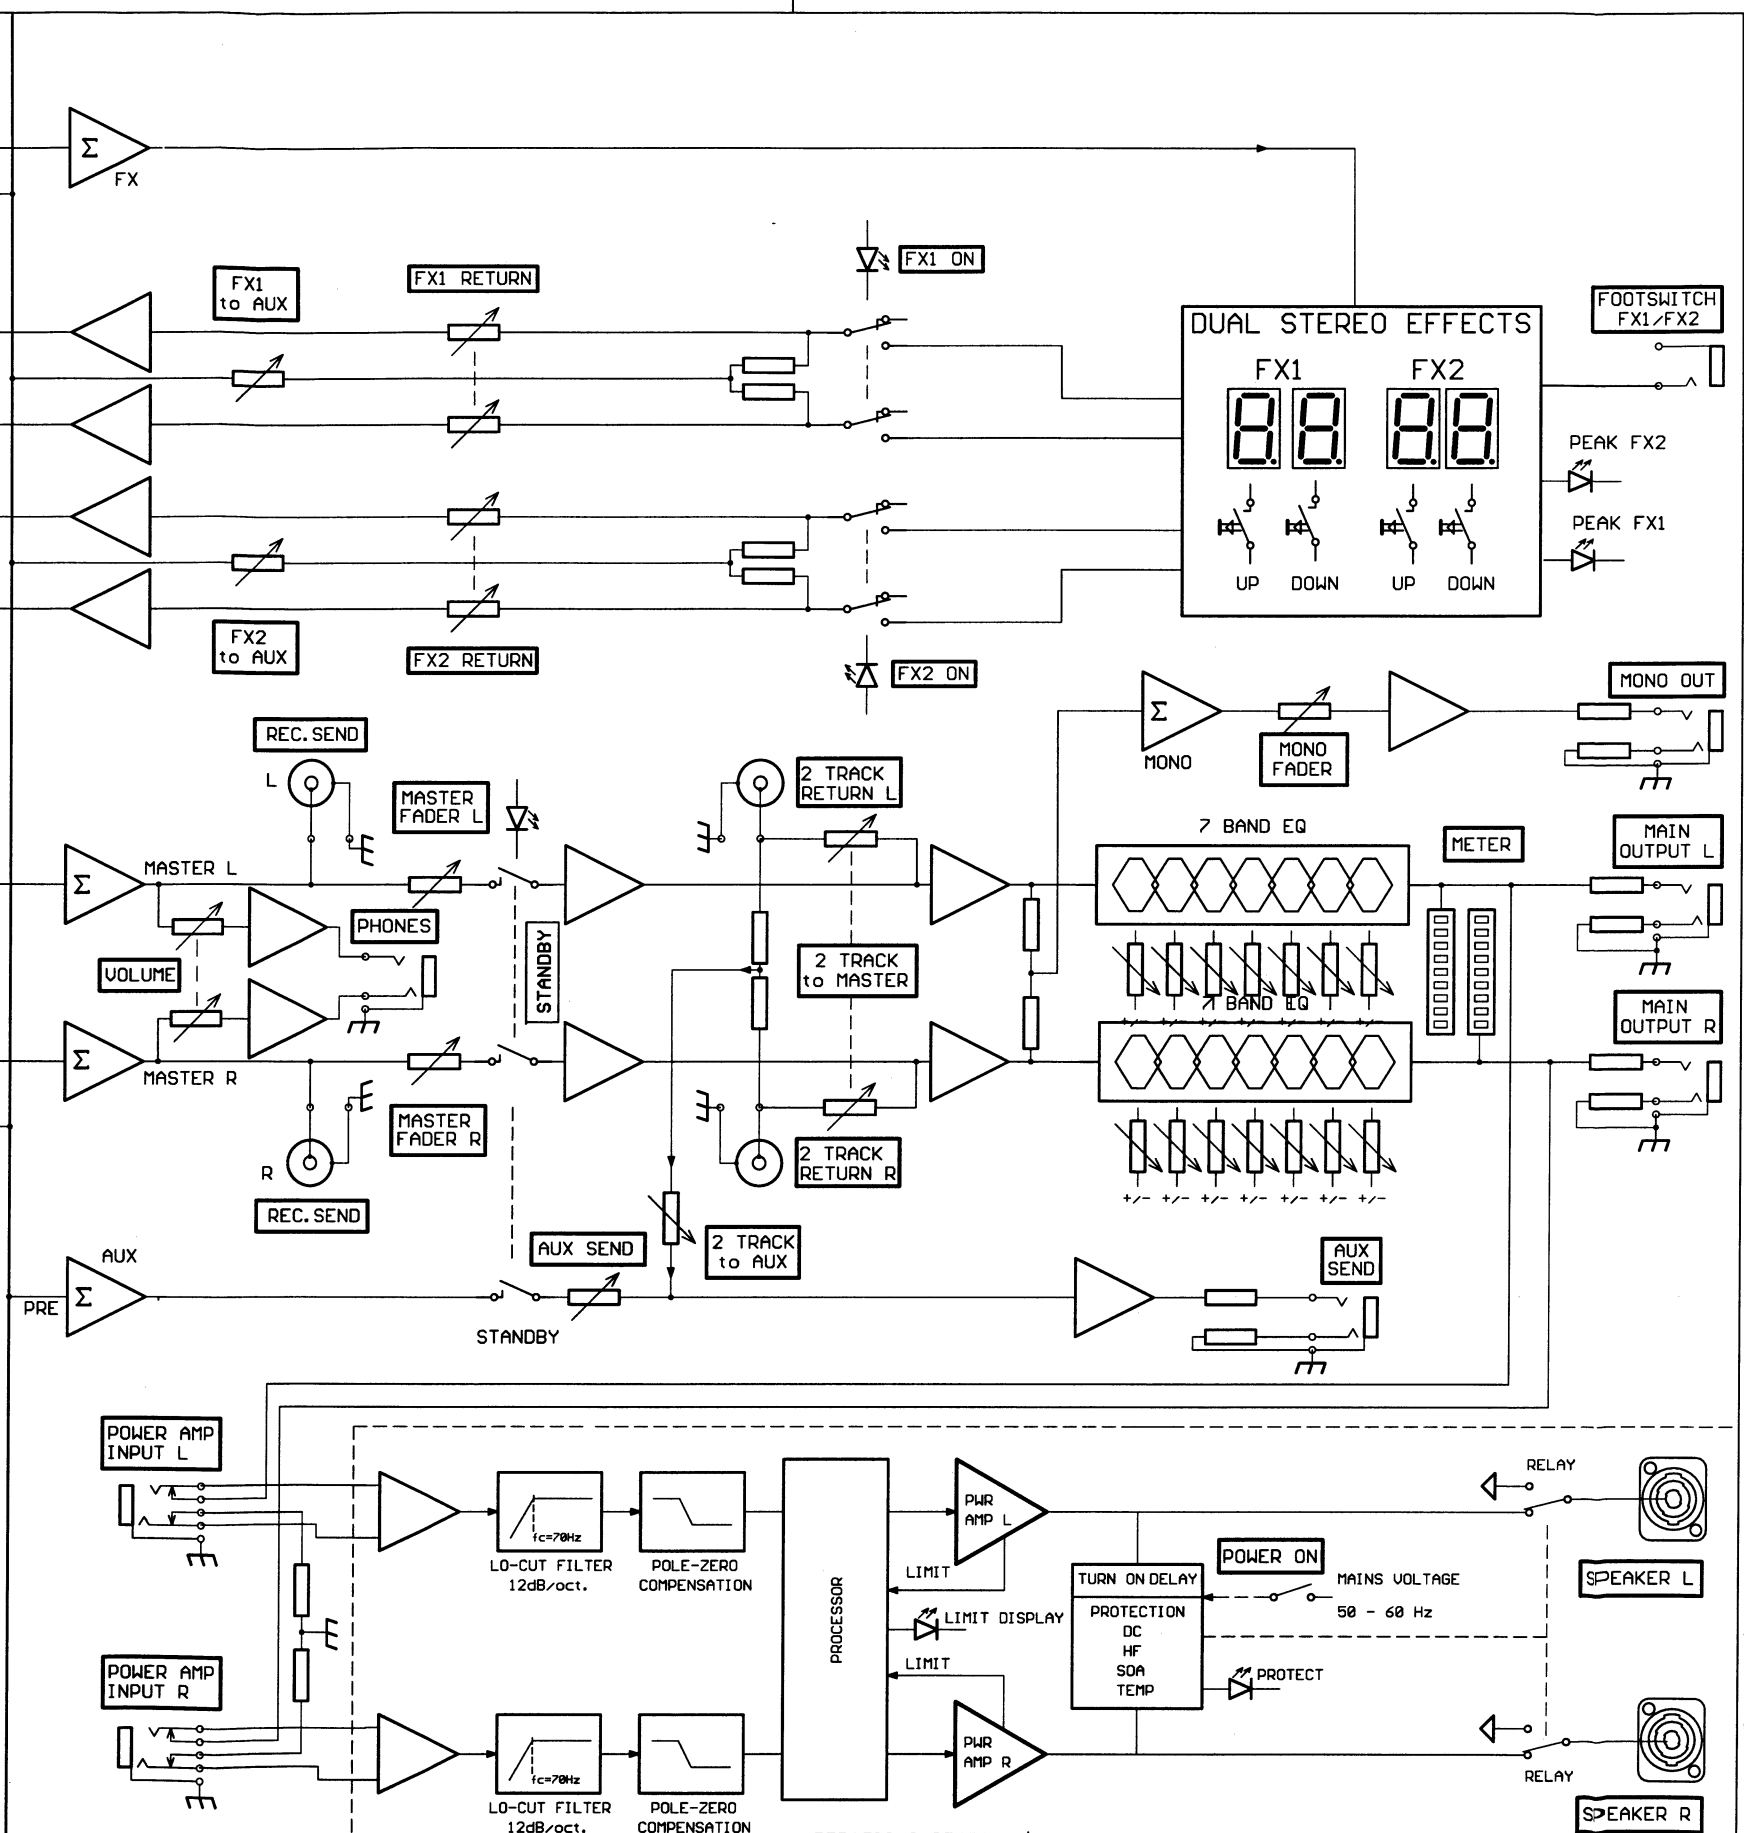 Σ
FX
FX1 ON
FX1
to AUX
FX1 RETURN
FOOTSWITCH
FX1/FX2
DUAL STEREO EFFECTS
FX1
FX2
88
88
PEAK FX2
PEAK FX1
UP
DOWN
UP
DOWN
FX2
to AUX
FX2 RETURN
FX2 ON
MONO OUT
Σ
MONO
MONO
FADER
REC.SEND
L
MASTER
FADER L
2 TRACK
RETURN L
7 BAND EQ
METER
MAIN
OUTPUT L
Σ
MASTER L
PHONES
VOLUME
STANDBY
2 TRACK
to MASTER
7 BAND EQ
+/- +/- +/- +/- +/- +/- +/-
MAIN
OUTPUT R
Σ
MASTER R
MASTER
FADER R
R
REC.SEND
2 TRACK
RETURN R
+/- +/- +/- +/- +/- +/- +/-
AUX
Σ
PRE
STANDBY
AUX SEND
2 TRACK
to AUX
AUX
SEND
POWER AMP
INPUT L
fc=70Hz
LO-CUT FILTER
12dB/oct.
POLE-ZERO
COMPENSATION
PROCESSOR
PWR
AMP L
LIMIT
LIMIT DISPLAY
LIMIT
RELAY
POWER ON
MAINS VOLTAGE
50 - 60 Hz
TURN ON DELAY
PROTECTION
DC
HF
SOA
TEMP
PROTECT
SPEAKER L
POWER AMP
INPUT R
fc=70Hz
LO-CUT FILTER
12dB/oct.
POLE-ZERO
COMPENSATION
PWR
AMP R
RELAY
SPEAKER R